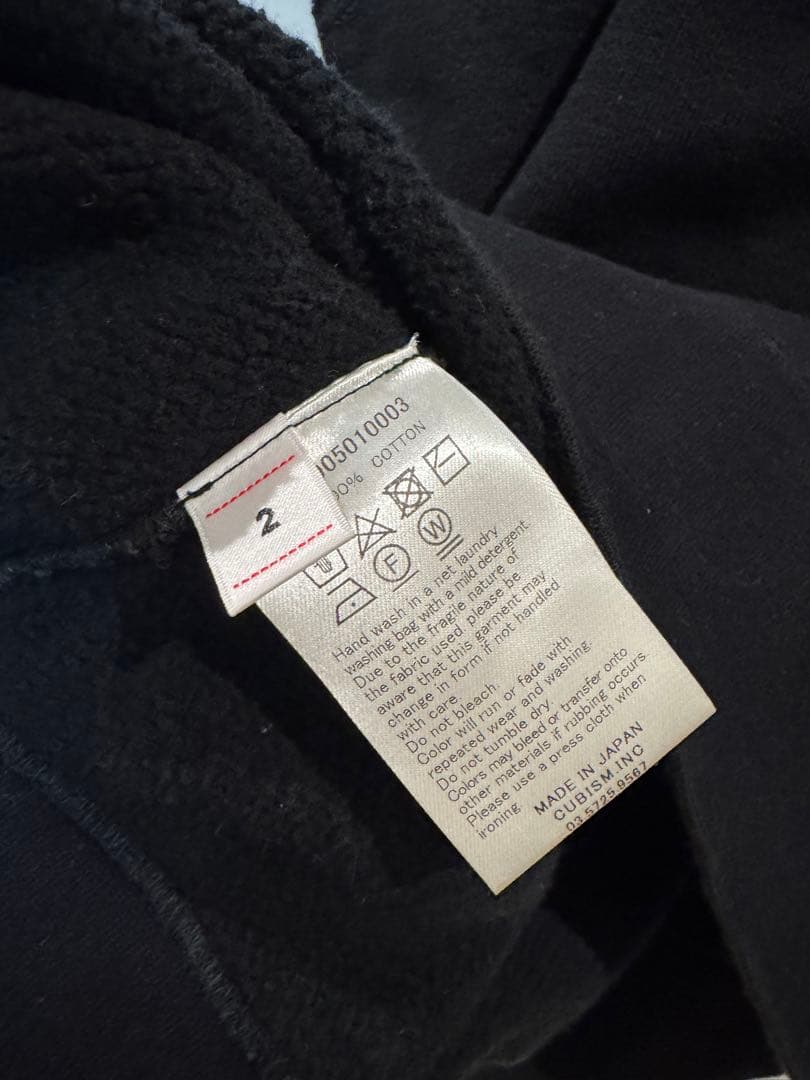 2
05010003
COTTON
F
W
Hand wash in a net laundry
washing bag with a mild detergent
Due to the fragile nature of
the fabric used please be
aware that this garment may
change in form if not handled
with care.
Do not bleach.
Color will run or fade with
repeated wear and washing.
Do not tumble dry.
Colors may bleed or transfer onto
other materials if rubbing occurs.
Please use a press cloth when
ironing.
MADE IN JAPAN
CUBISM.INC
03.5725.9567